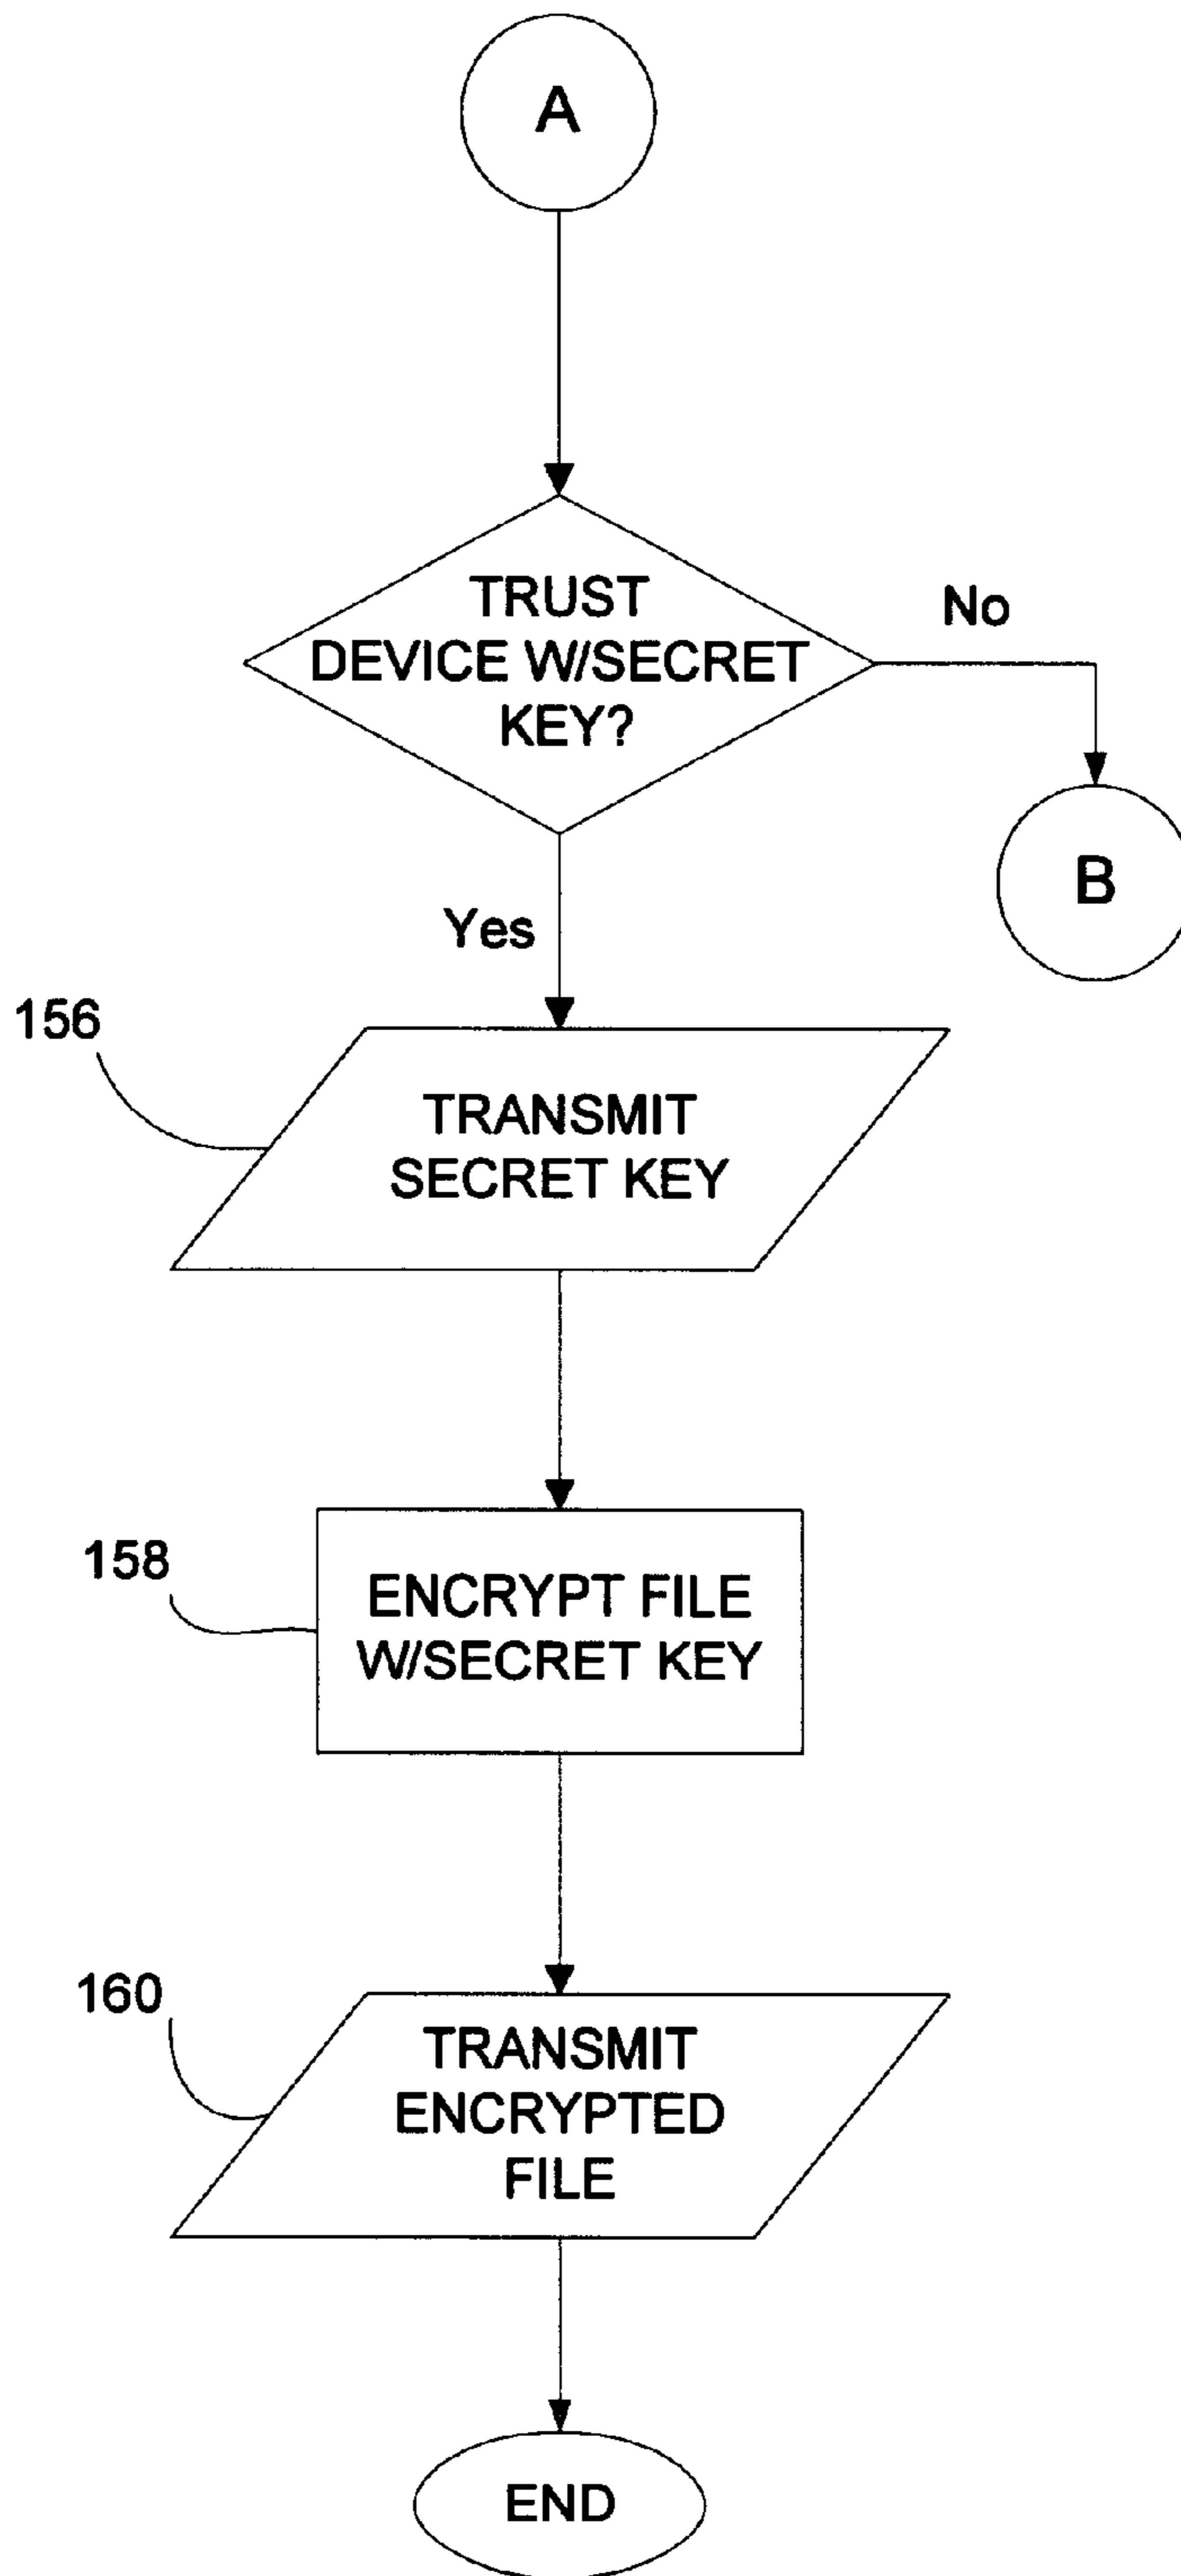 A
TRUST
DEVICE W/SECRET
KEY?
No
B
Yes
156
TRANSMIT
SECRET KEY
158
ENCRYPT FILE
W/SECRET KEY
160
TRANSMIT
ENCRYPTED
FILE
END